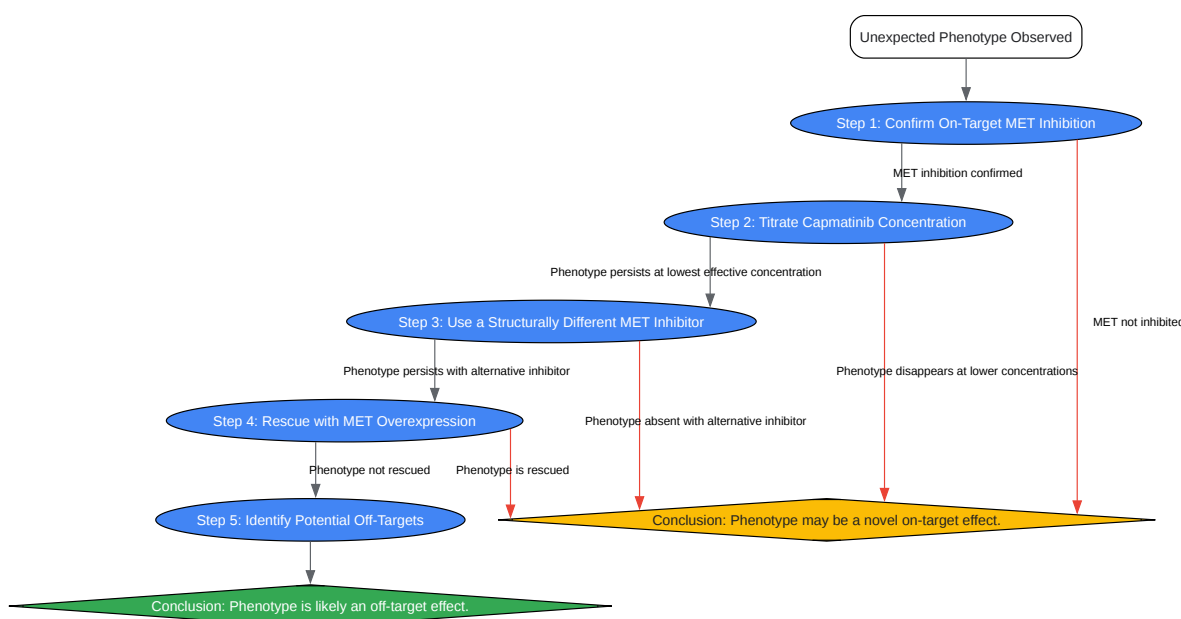 Unexpected Phenotype Observed
Step 1: Confirm On-Target MET Inhibition
MET inhibition confirmed
Step 2: Titrate Capmatinib Concentration
Phenotype persists at lowest effective concentration
Step 3: Use a Structurally Different MET Inhibitor
MET not inhibited
Phenotype persists with alternative inhibitor
Phenotype disappears at lower concentrations
Step 4: Rescue with MET Overexpression
Phenotype absent with alternative inhibitor
Phenotype not rescued
Phenotype is rescued
Step 5: Identify Potential Off-Targets
Conclusion: Phenotype may be a novel on-target effect.
Conclusion: Phenotype is likely an off-target effect.